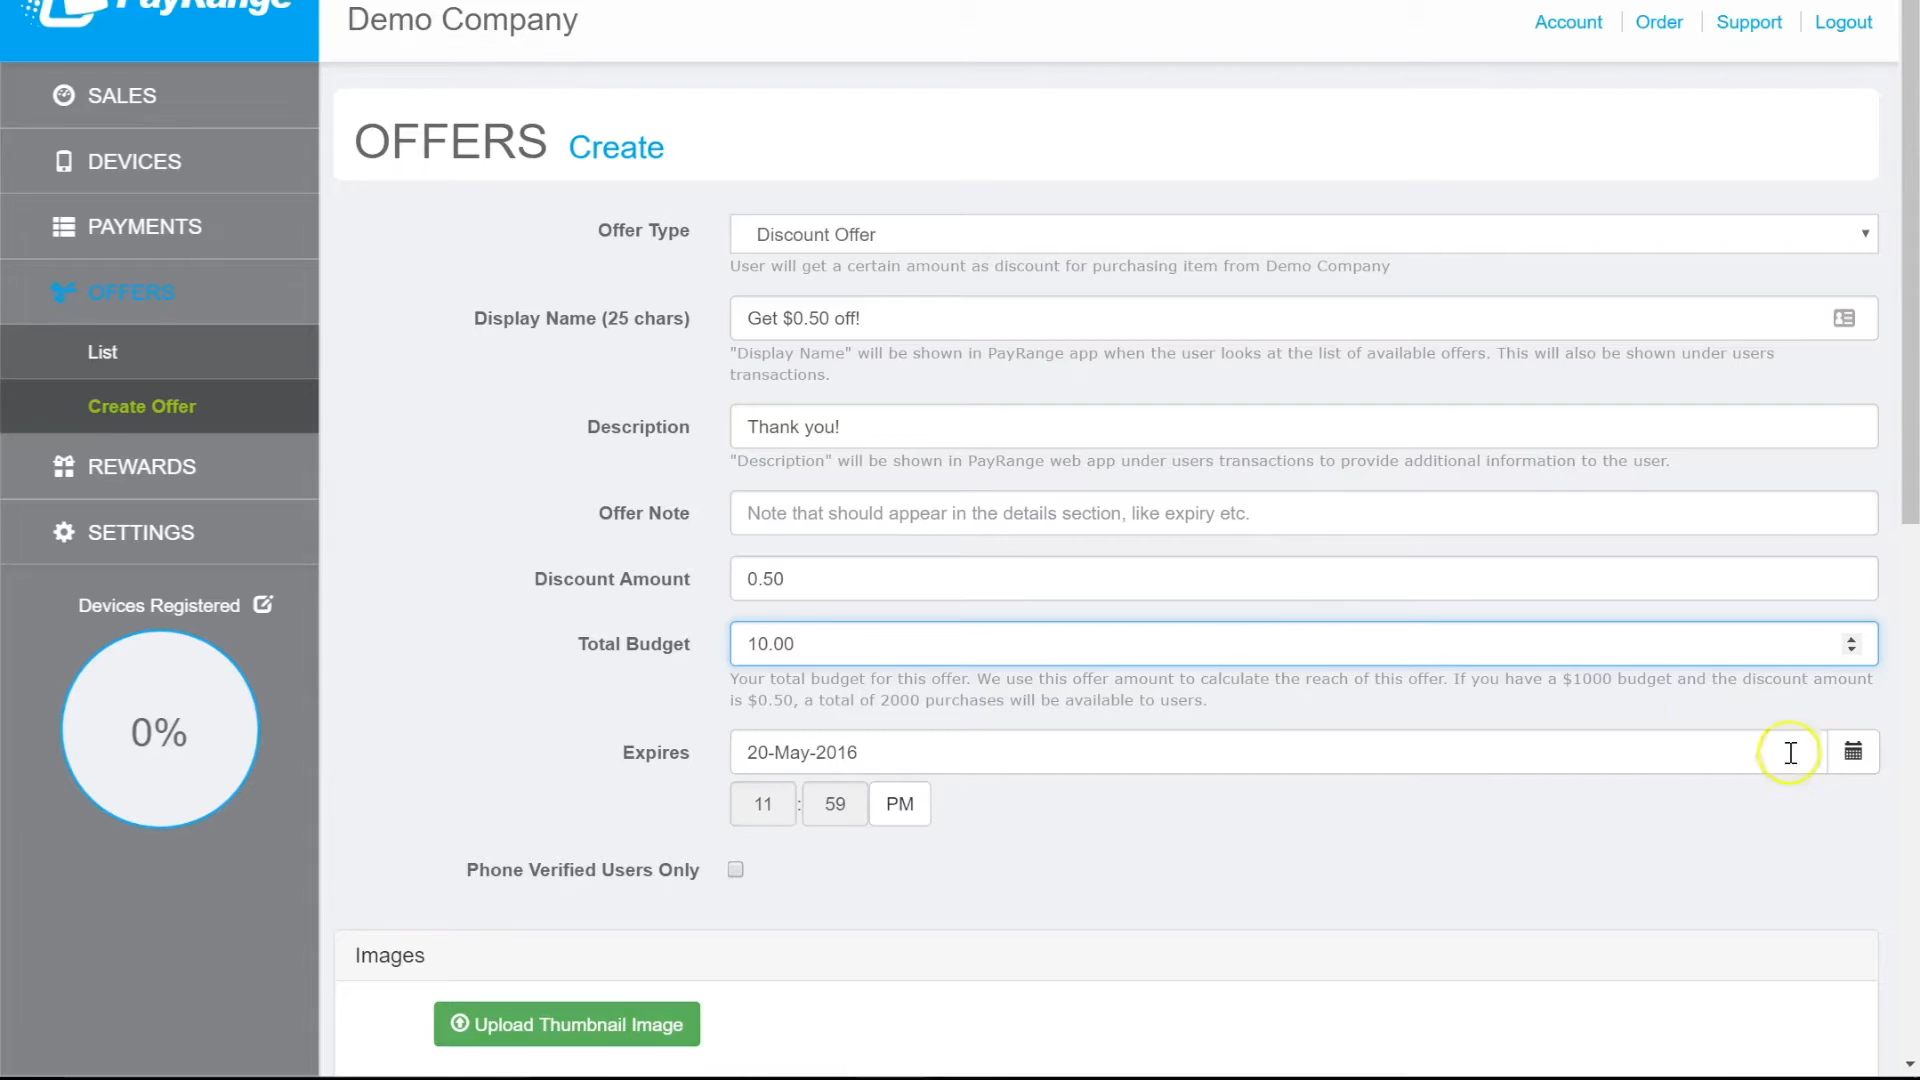 PayRange
Demo Company
Account
Order
Support
Logout
SALES
DEVICES
PAYMENTS
OFFERS
List
Create Offer
REWARDS
SETTINGS
Devices Registered
0%
OFFERS Create
Offer Type
Discount Offer
User will get a certain amount as discount for purchasing item from Demo Company
Display Name (25 chars)
Get $0.50 off!
"Display Name" will be shown in PayRange app when the user looks at the list of available offers. This will also be shown under users
transactions.
Description
Thank you!
"Description" will be shown in PayRange web app under users transactions to provide additional information to the user.
Offer Note
Note that should appear in the details section, like expiry etc.
Discount Amount
0.50
Total Budget
10.00
Your total budget for this offer. We use this offer amount to calculate the reach of this offer. If you have a $1000 budget and the discount amount
is $0.50, a total of 2000 purchases will be available to users.
Expires
20-May-2016
11 : 59 PM
Phone Verified Users Only
Images
Upload Thumbnail Image